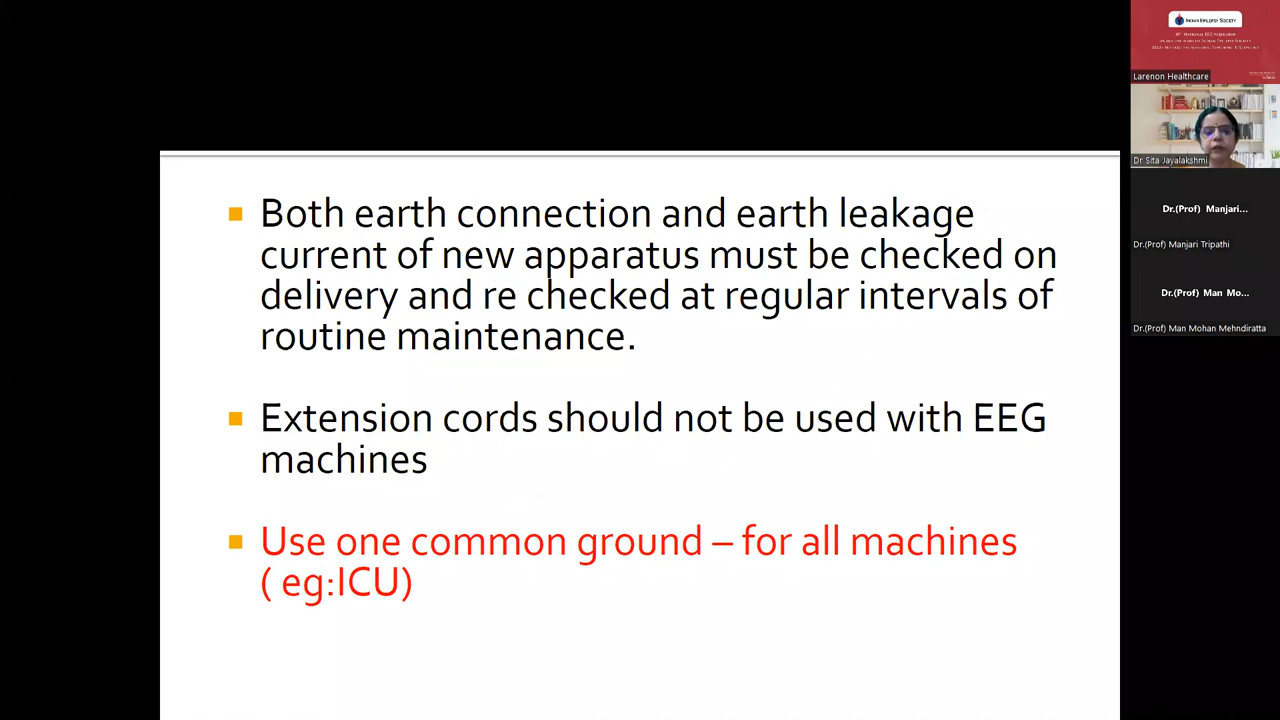 Both earth connection and earth leakage
current of new apparatus must be checked on
delivery and re checked at regular intervals of
routine maintenance.
Extension cords should not be used with EEG
machines
Use one common ground – for all machines
( eg:ICU)
INDIAN EPILEPSY SOCIETY
Larenon Healthcare
Dr Sita Jayalakshmi
Dr.(Prof) Manjari...
Dr.(Prof) Manjari Tripathi
Dr.(Prof) Man Mo...
Dr.(Prof) Man Mohan Mehndiratta